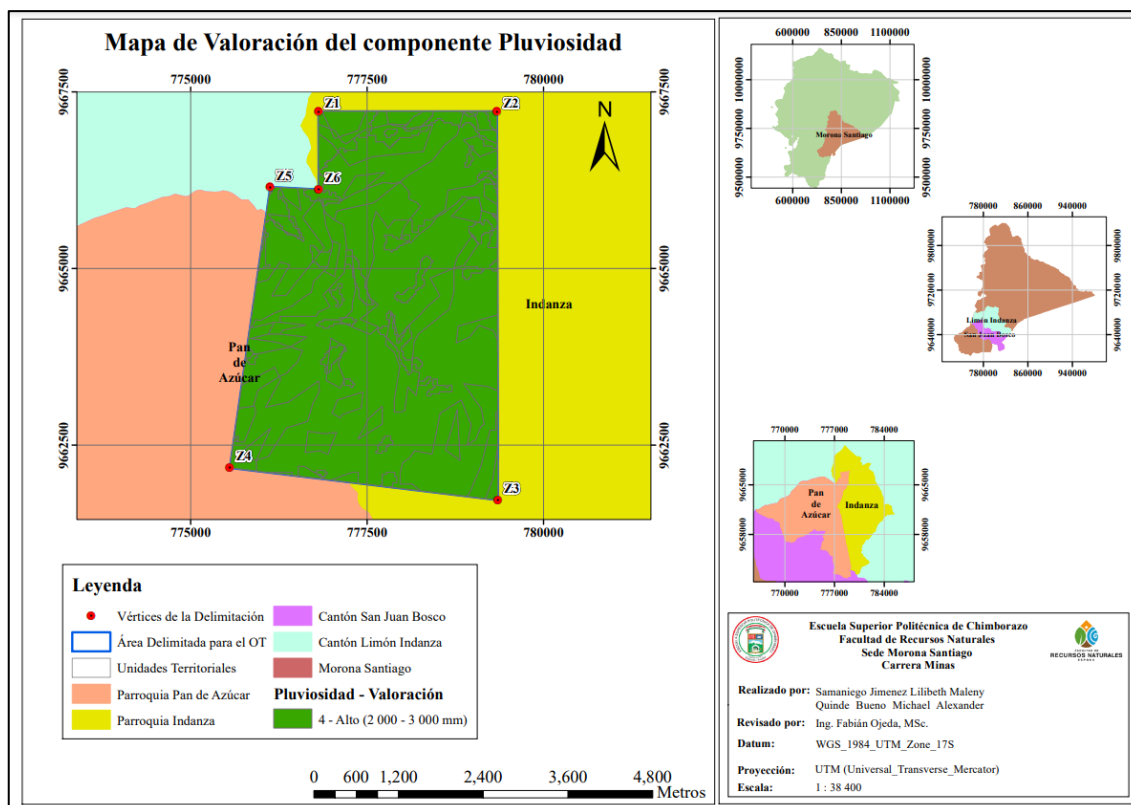 Mapa de Valoración del componente Pluviosidad
775000 777500 780000
9667500 9667500
Z1 Z2
N
Z5 Z6
9665000 9665000
Indanza
Pan
de
Azúcar
9662500 9662500
Z4
Z3
775000 777500 780000
Leyenda
Vértices de la Delimitación
Área Delimitada para el OT
Unidades Territoriales
Parroquia Pan de Azúcar
Parroquia Indanza
Cantón San Juan Bosco
Cantón Limón Indanza
Morona Santiago
Pluviosidad - Valoración
4 - Alto (2 000 - 3 000 mm)
0 600 1,200 2,400 3,600 4,800
Metros
600000 850000 1100000
10000000 10000000
9750000 9750000
Morona Santiago
9500000 9500000
600000 850000 1100000
780000 860000 940000
9800000 9800000
9720000 9720000
Limón Indanza
San Juan Bosco
9640000 9640000
780000 860000 940000
770000 777000 784000
9665000 9665000
Pan
de
Azúcar
Indanza
9658000 9658000
770000 777000 784000
Escuela Superior Politécnica de Chimborazo
Facultad de Recursos Naturales
Sede Morona Santiago
Carrera Minas
RECURSOS NATURALES
Realizado por: Samaniego Jimenez Lilibeth Maleny
Quinde Bueno Michael Alexander
Revisado por: Ing. Fabián Ojeda, MSc.
Datum: WGS_1984_UTM_Zone_17S
Proyección: UTM (Universal_Transverse_Mercator)
Escala: 1 : 38 400